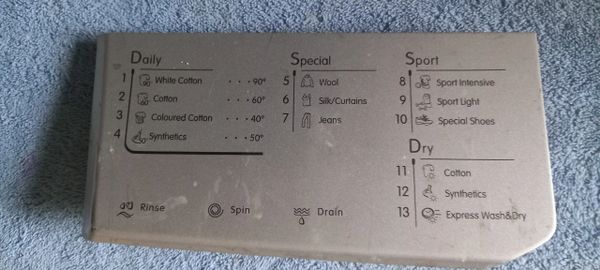 Daily
1 White Cotton ···90°
2 Cotton ···60°
3 Coloured Cotton ···40°
4 Synthetics ···50°
Special
5 Wool
6 Silk/Curtains
7 Jeans
Sport
8 Sport Intensive
9 Sport Light
10 Special Shoes
Dry
11 Cotton
12 Synthetics
13 Express Wash&Dry
Rinse
Spin
Drain